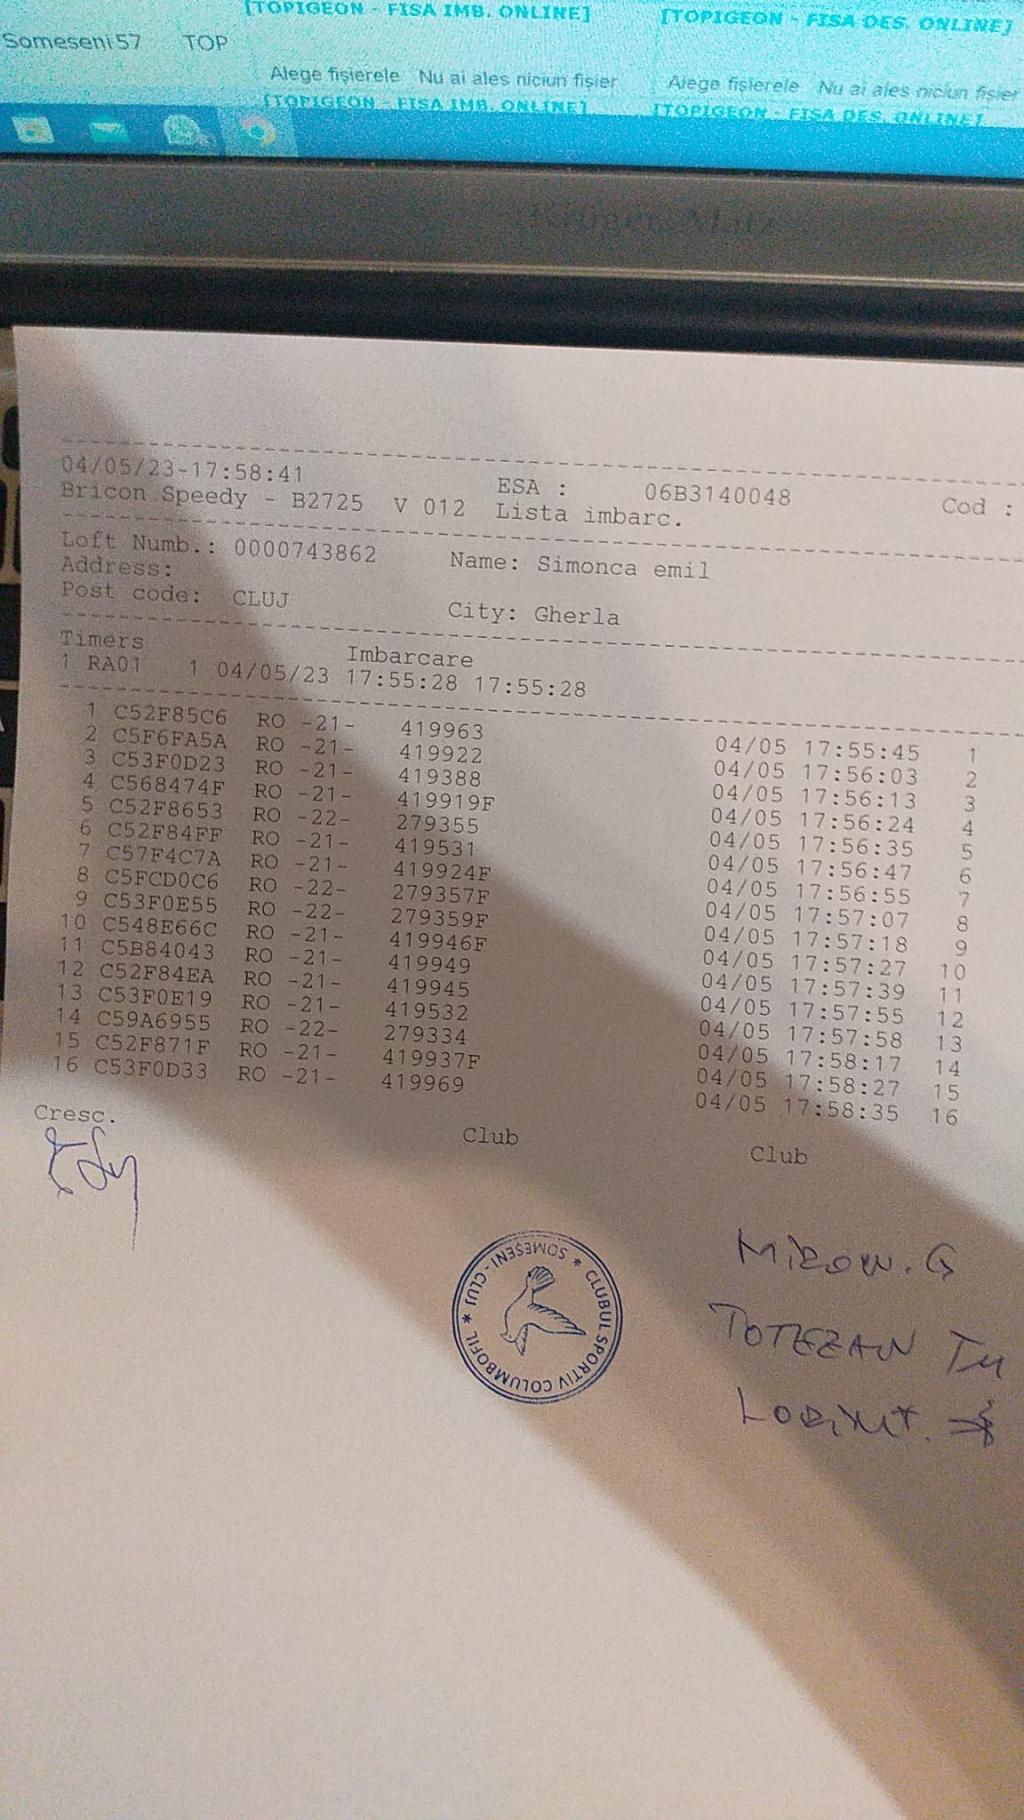 [TOPIGEON - FISA IMB. ONLINE] [TOPIGEON - FISA DES. ONLINE]
Someseni 57 TOP
Alege fișierele Nu ai ales niciun fișier Alege fișierele Nu ai ales niciun fișier
[TOPIGEON - FISA IMB. ONLINE] [TOPIGEON - FISA DES. ONLINE]
Krüger&Matz
04/05/23-17:58:41 ESA : 06B3140048 Cod :
Bricon Speedy - B2725 V 012 Lista imbarc.
Loft Numb.: 0000743862 Name: Simonca emil
Address:
Post code: CLUJ City: Gherla
Timers Imbarcare
1 RA01 1 04/05/23 17:55:28 17:55:28
1 C52F85C6 RO -21- 419963 04/05 17:55:45 1
2 C5F6FA5A RO -21- 419922 04/05 17:56:03 2
3 C53F0D23 RO -21- 419388 04/05 17:56:13 3
4 C568474F RO -21- 419919F 04/05 17:56:24 4
5 C52F8653 RO -22- 279355 04/05 17:56:35 5
6 C52F84FF RO -21- 419531 04/05 17:56:47 6
7 C57F4C7A RO -21- 419924F 04/05 17:56:55 7
8 C5FCD0C6 RO -22- 279357F 04/05 17:57:07 8
9 C53F0E55 RO -22- 279359F 04/05 17:57:18 9
10 C548E66C RO -21- 419946F 04/05 17:57:27 10
11 C5B84043 RO -21- 419949 04/05 17:57:39 11
12 C52F84EA RO -21- 419945 04/05 17:57:55 12
13 C53F0E19 RO -21- 419532 04/05 17:57:58 13
14 C59A6955 RO -22- 279334 04/05 17:58:17 14
15 C52F871F RO -21- 419937F 04/05 17:58:27 15
16 C53F0D33 RO -21- 419969 04/05 17:58:35 16
Cresc. Club Club
CLUBUL SPORTIV COLUMBOFIL * SOMEȘENI - CLUJ *
MIRON. G